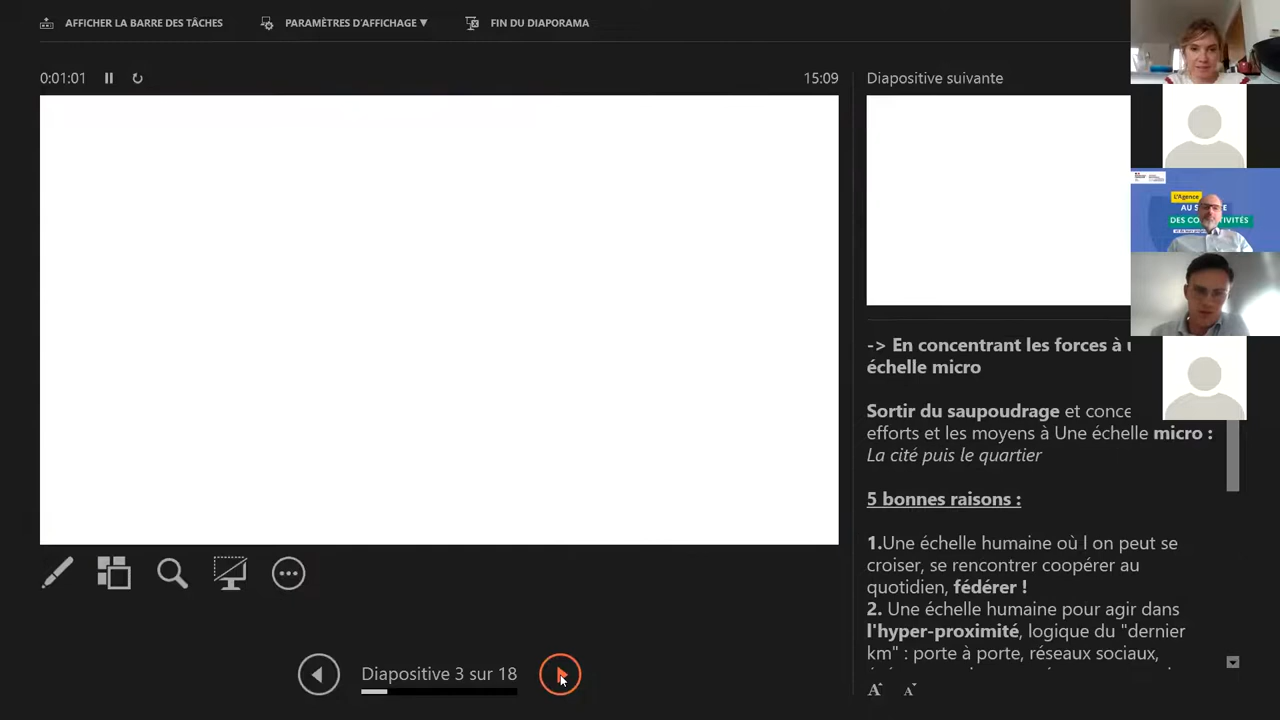 AFFICHER LA BARRE DES TÂCHES
PARAMÈTRES D'AFFICHAGE ▼
FIN DU DIAPORAMA
0:01:01
15:09
Diapositive suivante
L'Agence
AU S
DES CO TIVITÉS
-> En concentrant les forces à
échelle micro
Sortir du saupoudrage et conce
efforts et les moyens à Une échelle micro :
La cité puis le quartier
5 bonnes raisons :
1.Une échelle humaine où l on peut se
croiser, se rencontrer coopérer au
quotidien, fédérer !
2. Une échelle humaine pour agir dans
l'hyper-proximité, logique du "dernier
km" : porte à porte, réseaux sociaux,
Diapositive 3 sur 18
A A